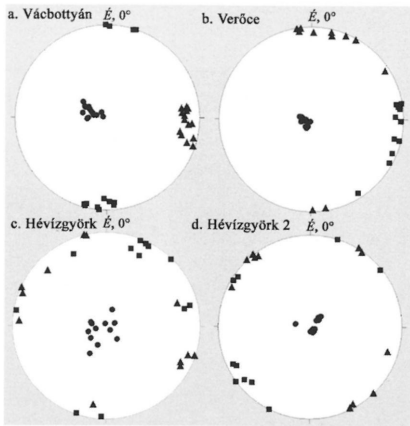 a. Vácbottyán É, 0°
b. Verőce É, 0°
c. Hévízgyörk É, 0°
d. Hévízgyörk 2 É, 0°